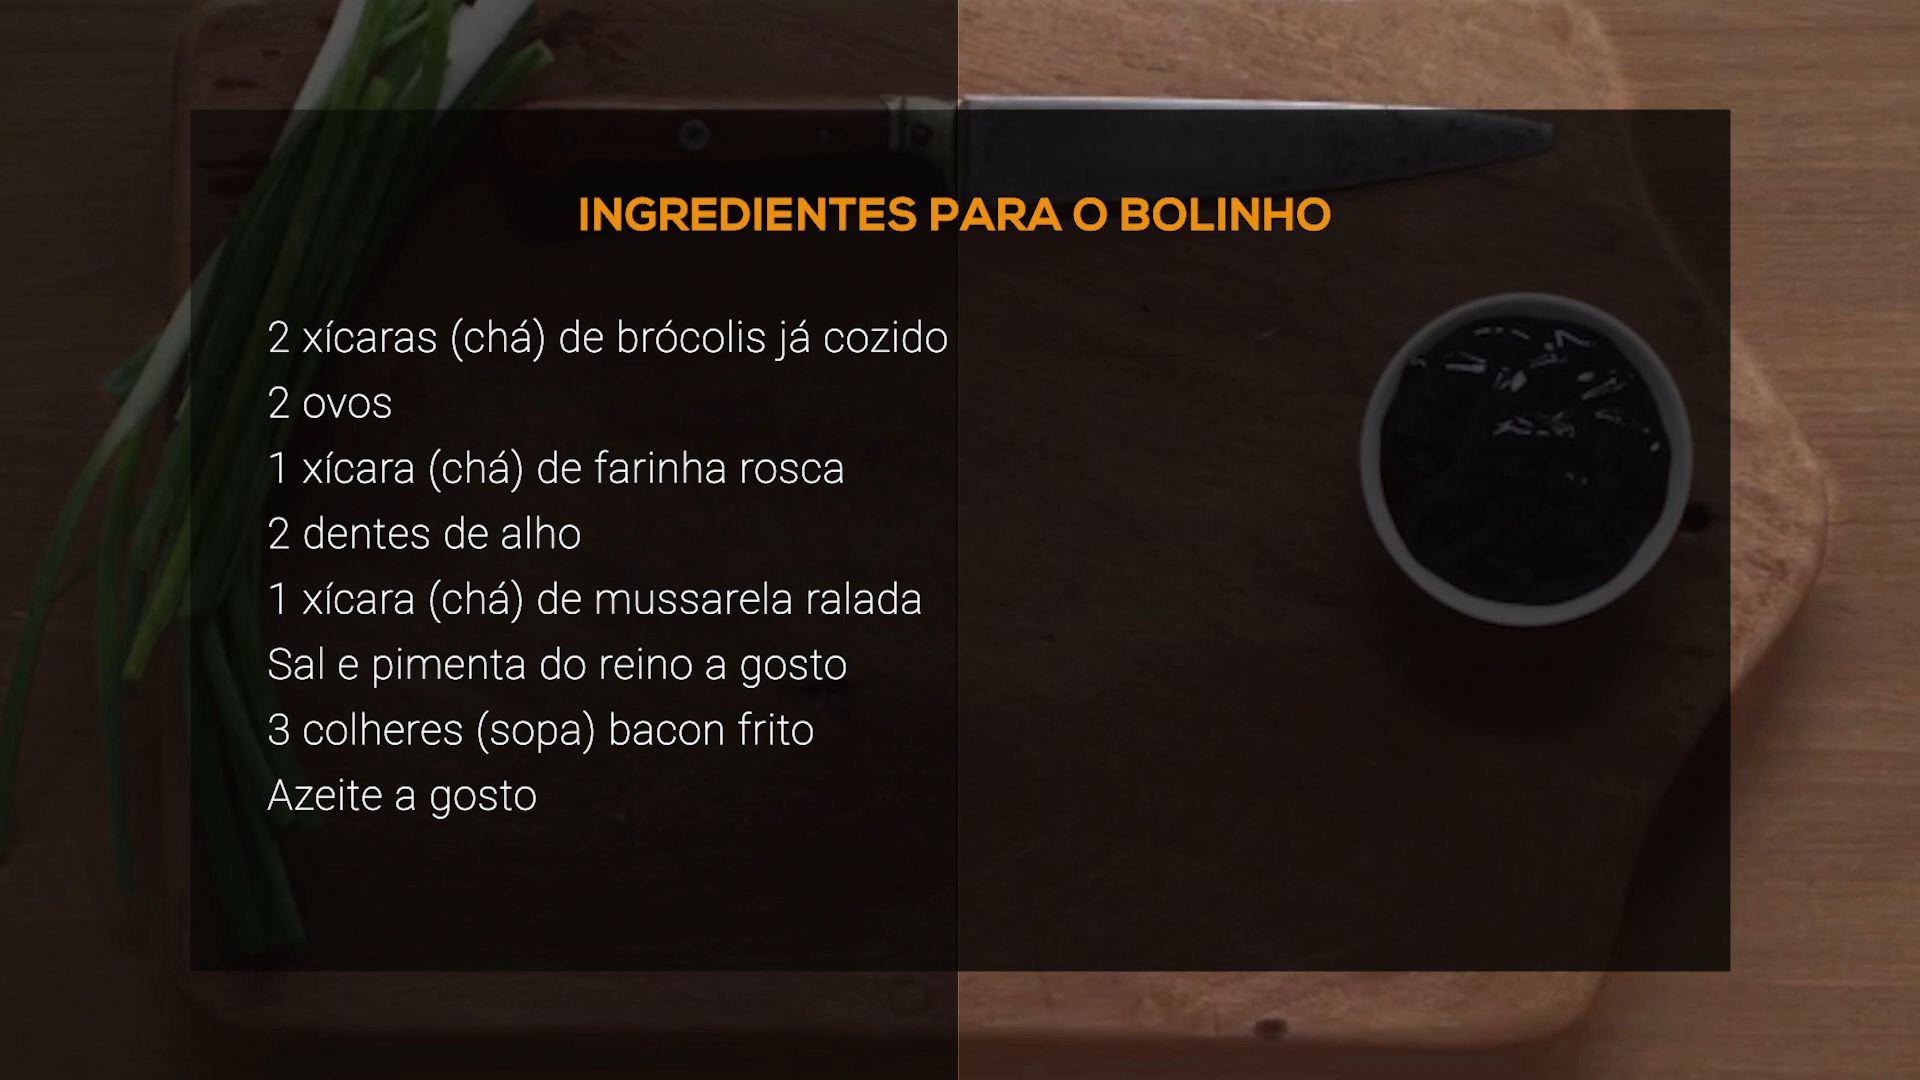 INGREDIENTES PARA O BOLINHO
2 xícaras (chá) de brócolis já cozido
2 ovos
1 xícara (chá) de farinha rosca
2 dentes de alho
1 xícara (chá) de mussarela ralada
Sal e pimenta do reino a gosto
3 colheres (sopa) bacon frito
Azeite a gosto